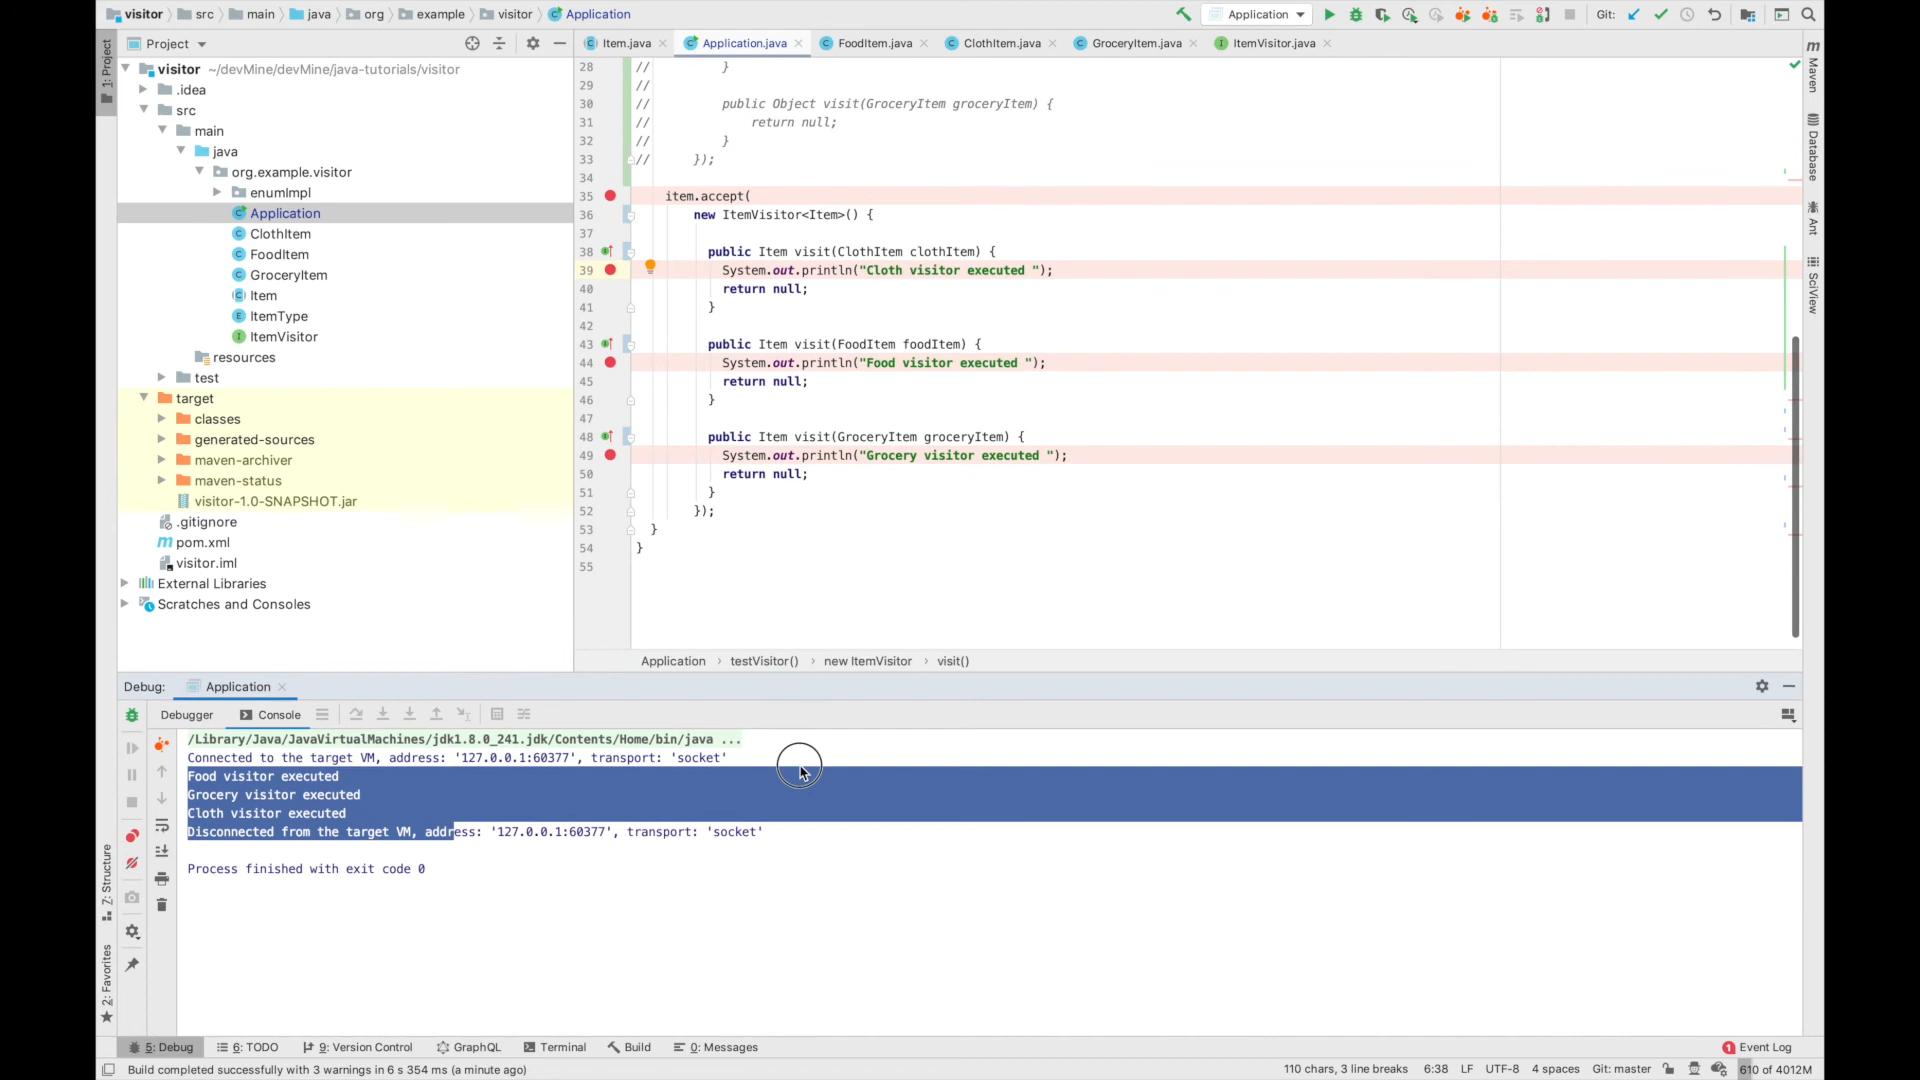 visitor src main java org example visitor Application
Application
Git:
Project
Item.java Application.java FoodItem.java ClothItem.java GroceryItem.java ItemVisitor.java
visitor ~/devMine/devMine/java-tutorials/visitor
.idea
src
main
java
org.example.visitor
enumImpl
Application
ClothItem
FoodItem
GroceryItem
Item
ItemType
ItemVisitor
resources
test
target
classes
generated-sources
maven-archiver
maven-status
visitor-1.0-SNAPSHOT.jar
.gitignore
pom.xml
visitor.iml
External Libraries
Scratches and Consoles
1: Project
Z: Structure
2: Favorites
28 // }
29 //
30 // public Object visit(GroceryItem groceryItem) {
31 // return null;
32 // }
33 // });
34
35 item.accept(
36 new ItemVisitor<Item>() {
37
38 public Item visit(ClothItem clothItem) {
39 System.out.println("Cloth visitor executed ");
40 return null;
41 }
42
43 public Item visit(FoodItem foodItem) {
44 System.out.println("Food visitor executed ");
45 return null;
46 }
47
48 public Item visit(GroceryItem groceryItem) {
49 System.out.println("Grocery visitor executed ");
50 return null;
51 }
52 });
53 }
54 }
55
Application › testVisitor() › new ItemVisitor › visit()
m Maven
Database
Ant
SciView
Debug: Application
Debugger Console
/Library/Java/JavaVirtualMachines/jdk1.8.0_241.jdk/Contents/Home/bin/java ...
Connected to the target VM, address: '127.0.0.1:60377', transport: 'socket'
Food visitor executed
Grocery visitor executed
Cloth visitor executed
Disconnected from the target VM, address: '127.0.0.1:60377', transport: 'socket'
Process finished with exit code 0
5: Debug 6: TODO 9: Version Control GraphQL Terminal Build 0: Messages 1 Event Log
Build completed successfully with 3 warnings in 6 s 354 ms (a minute ago) 110 chars, 3 line breaks 6:38 LF UTF-8 4 spaces Git: master 610 of 4012M